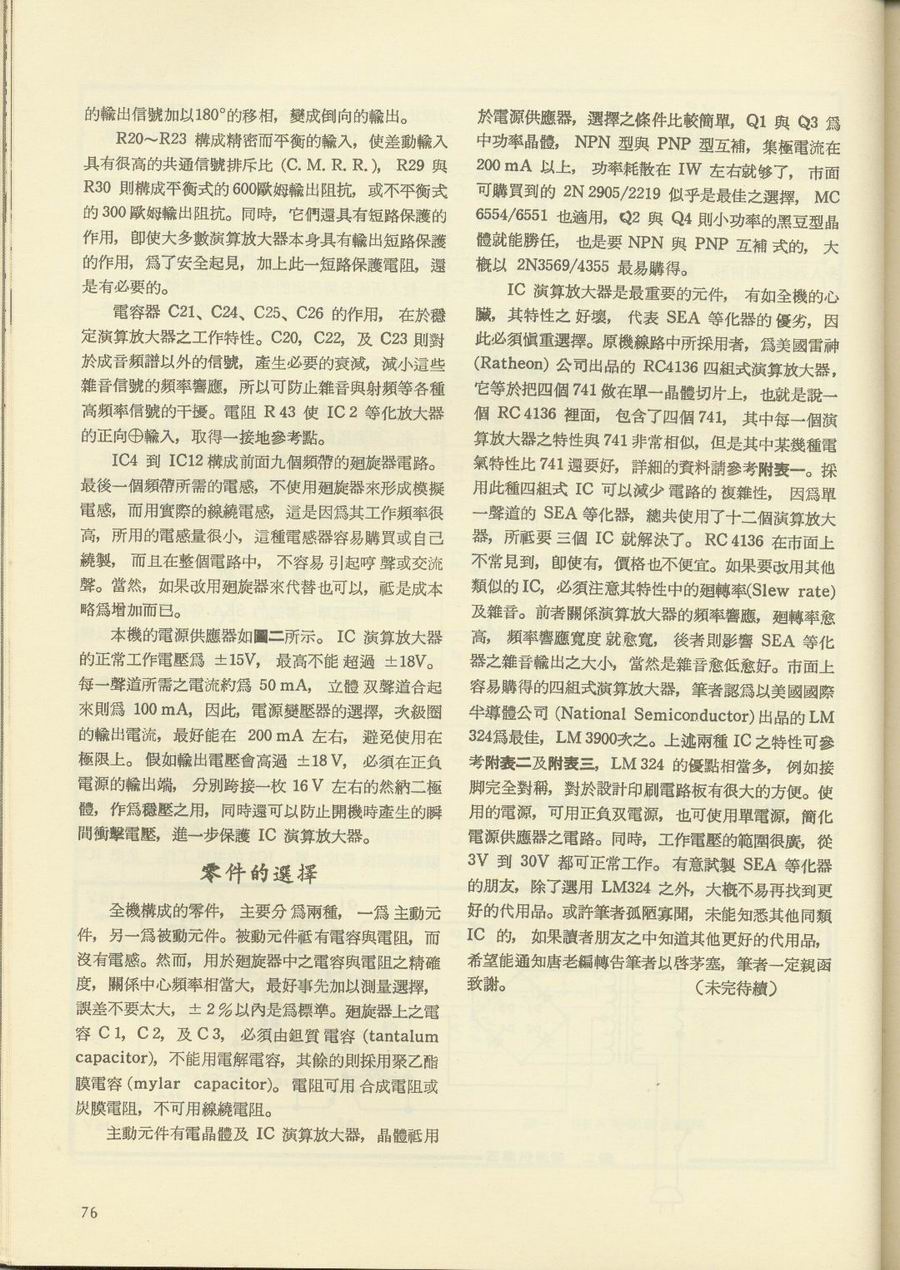 的輸出信號加以180°的移相，變成倒向的輸出。
R20～R23 構成精密而平衡的輸入，使差動輸入
具有很高的共通信號排斥比 (C. M. R. R.)， R29 與
R30 則構成平衡式的600歐姆輸出阻抗，或不平衡式
的 300 歐姆輸出阻抗。同時，它們還具有短路保護的
作用，卽使大多數演算放大器本身具有輸出短路保護
的作用，爲了安全起見，加上此一短路保護電阻，還
是有必要的。
電容器 C21、C24、C25、C26 的作用， 在於穩
定演算放大器之工作特性。C20，C22，及 C23 則對
於成音頻譜以外的信號，產生必要的衰減，減小這些
雜音信號的頻率響應，所以可防止雜音與射頻等各種
高頻率信號的干擾。電阻 R 43 使 IC 2 等化放大器
的正向⊕輸入，取得一接地參考點。
IC4 到 IC12 構成前面九個頻帶的廻旋器電路。
最後一個頻帶所需的電感，不使用廻旋器來形成模擬
電感，而用實際的線繞電感，這是因爲其工作頻率很
高，所用的電感量很小，這種電感器容易購買或自己
繞製， 而且在整個電路中， 不容易 引起哼 聲或交流
聲。當然，如果改用廻旋器來代替也可以，祗是成本
略爲增加而已。
本機的電源供應器如圖二所示。 IC 演算放大器
的正常工作電壓爲 ±15V， 最高不能 超過 ±18V。
每一聲道所需之電流約爲 50 mA， 立體 双聲道合起
來則爲 100 mA，因此，電源變壓器的選擇，次級圈
的輸出電流，最好能在 200 mA 左右， 避免使用在
極限上。 假如輸出電壓會高過 ±18 V， 必須在正負
電源的輸出端， 分別跨接一枚 16 V 左右的然納二極
體，作爲穩壓之用，同時還可以防止開機時產生的瞬
間衝擊電壓，進一步保護 IC 演算放大器。
零件的選擇
全機構成的零件， 主要分 爲兩種， 一爲 主動元
件，另一爲被動元件。被動元件祗有電容與電阻，而
沒有電感。然而，用於廻旋器中之電容與電阻之精確
度，關係中心頻率相當大，最好事先加以測量選擇，
誤差不要太大，± 2 ％以內是爲標準。廻旋器上之電
容 C 1，C 2，及 C 3， 必須由鉭質 電容 (tantalum
capacitor)，不能用電解電容，其餘的則採用聚乙酯
膜電容 (mylar capacitor)。 電阻可用 合成電阻或
炭膜電阻，不可用線繞電阻。
主動元件有電晶體及 IC 演算放大器，晶體祗用
於電源供應器，選擇之條件比較簡單，Q1 與 Q3 爲
中功率晶體， NPN 型與 PNP 型互補，集極電流在
200 mA 以上， 功率耗散在 1W 左右就够了， 市面
可購買到的 2N 2905/2219 似乎是最佳之選擇， MC
6554/6551 也適用，Q2 與 Q4 則小功率的黑豆型晶
體就能勝任， 也是要 NPN 與 PNP 互補 式的， 大
概以 2N3569/4355 最易購得。
IC 演算放大器是最重要的元件， 有如全機的心
臟，其特性之 好壞， 代表 SEA 等化器的 優劣，因
此必須愼重選擇。原機線路中所採用者，爲美國雷神
(Ratheon) 公司出品的 RC4136 四組式演算放大器，
它等於把四個 741 做在單一晶體切片上， 也就是說一
個 RC 4136 裡面， 包含了四個 741， 其中每一個演
算放大器之特性與 741 非常相似，但是其中某幾種電
氣特性比 741 還要好，詳細的資料請參考附表一。採
用此種四組式 IC 可以減少 電路的 複雜性， 因爲單
一聲道的 SEA 等化器，總共使用了十二個演算放大
器，所祗要 三個 IC 就解決了。 RC 4136 在市面上
不常見到，卽使有，價格也不便宜。如果要改用其他
類似的 IC，必須注意其特性中的廻轉率(Slew rate)
及雜音。前者關係演算放大器的頻率響應，廻轉率愈
高， 頻率響應寬度 就愈寬， 後者則影響 SEA 等化
器之雜音輸出之大小，當然是雜音愈低愈好。市面上
容易購得的四組式演算放大器，筆者認爲以美國國際
半導體公司 (National Semiconductor) 出品的 LM
324爲最佳，LM 3900次之。上述兩種 IC 之特性可參
考附表二及附表三，LM 324 的優點相當多， 例如接
脚完全對稱，對於設計印刷電路板有很大的方便。使
用的電源，可用正負双電源，也可使用單電源，簡化
電源供應器之電路。同時，工作電壓的範圍很廣，從
3V 到 30V 都可正常工作。 有意試製 SEA 等化器
的朋友，除了選用 LM324 之外，大概不易再找到更
好的代用品。或許筆者孤陋寡聞，未能知悉其他同類
IC 的， 如果讀者朋友之中知道其他更好的代用品，
希望能通知唐老編轉告筆者以啓茅塞，筆者一定親函
致謝。 （未完待續）
76